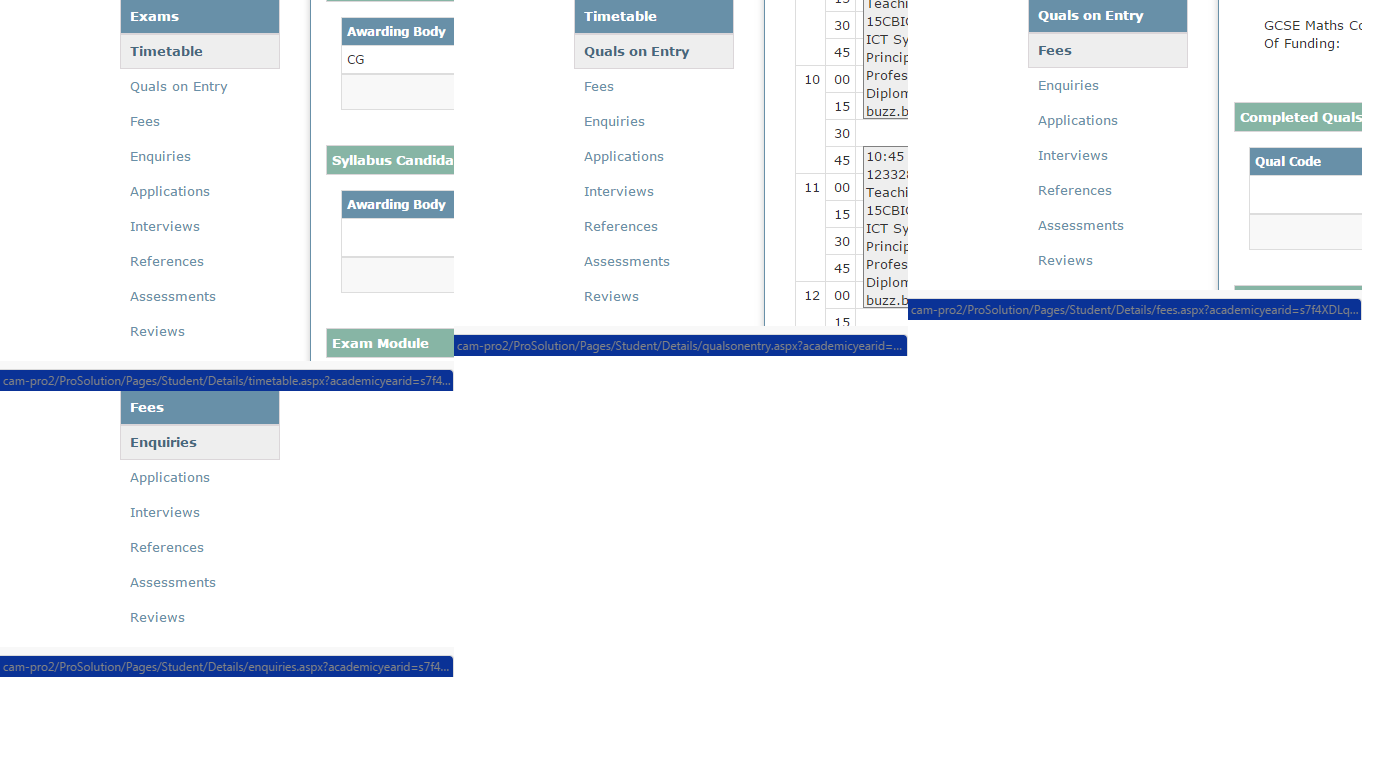 Exams
Timetable
Quals on Entry
Fees
Enquiries
Applications
Interviews
References
Assessments
Reviews
Awarding Body
CG
Syllabus Candida
Awarding Body
Exam Module
cam-pro2/ProSolution/Pages/Student/Details/timetable.aspx?academicyearid=s7f4...
Timetable
Quals on Entry
Fees
Enquiries
Applications
Interviews
References
Assessments
Reviews
15
30
45
10 00
15
30
45
11 00
15
30
45
12 00
15
Teachi
15CBIC
ICT Sy
Princip
Profes
Diplom
buzz.b
10:45
123328
Teachi
15CBIC
ICT Sy
Princip
Profes
Diplom
buzz.b
cam-pro2/ProSolution/Pages/Student/Details/qualsonentry.aspx?academicyearid=...
Quals on Entry
Fees
Enquiries
Applications
Interviews
References
Assessments
Reviews
GCSE Maths Co
Of Funding:
Completed Quals
Qual Code
cam-pro2/ProSolution/Pages/Student/Details/fees.aspx?academicyearid=s7f4XDLq...
Fees
Enquiries
Applications
Interviews
References
Assessments
Reviews
cam-pro2/ProSolution/Pages/Student/Details/enquiries.aspx?academicyearid=s7f4...